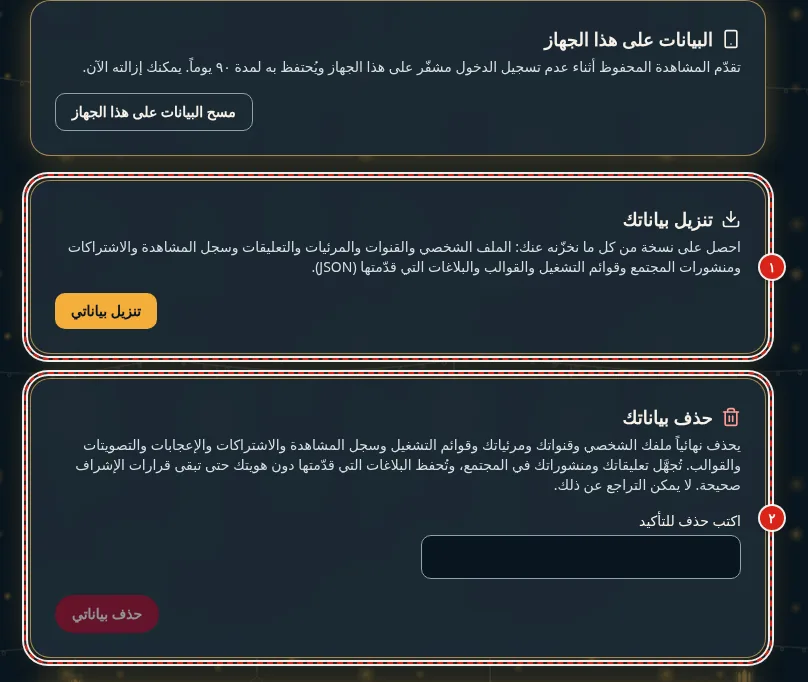 البيانات على هذا الجهاز
تقدّم المشاهدة المحفوظ أثناء عدم تسجيل الدخول مشفّر على هذا الجهاز ويُحتفظ به لمدة ٩٠ يوماً. يمكنك إزالته الآن.
مسح البيانات على هذا الجهاز
تنزيل بياناتك
احصل على نسخة من كل ما نخزّنه عنك: الملف الشخصي والقنوات والمرئيات والتعليقات وسجل المشاهدة والاشتراكات
ومنشورات المجتمع وقوائم التشغيل والقوالب والبلاغات التي قدّمتها (JSON).
١
تنزيل بياناتي
حذف بياناتك
يحذف نهائياً ملفك الشخصي وقنواتك ومرئياتك وقوائم التشغيل وسجل المشاهدة والاشتراكات والإعجابات والتصويتات
والقوالب. تُجهَّل تعليقاتك ومنشوراتك في المجتمع، وتُحفظ البلاغات التي قدّمتها دون هويتك حتى تبقى قرارات الإشراف
صحيحة. لا يمكن التراجع عن ذلك.
٢
اكتب حذف للتأكيد
حذف بياناتي